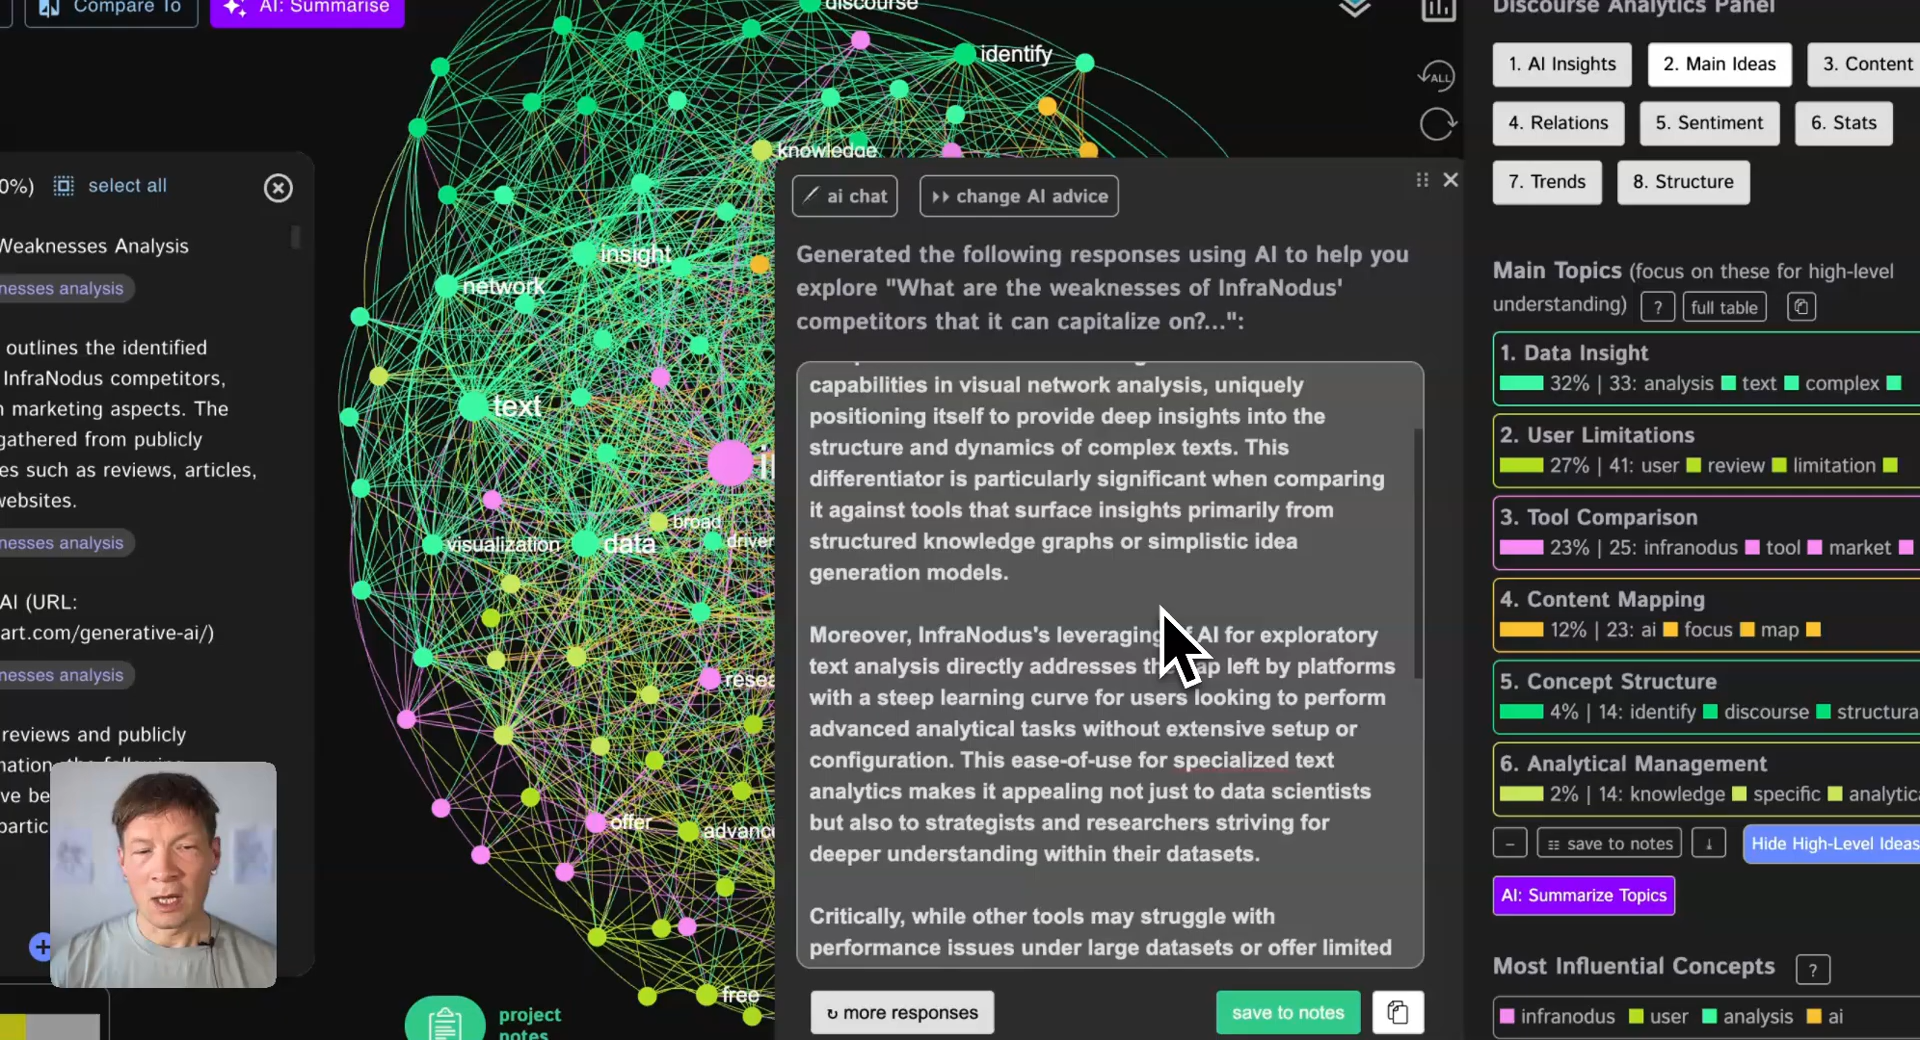 Compare To
AI: Summarise
0%)
select all
Weaknesses Analysis
nesses analysis
outlines the identified
InfraNodus competitors,
marketing aspects. The
gathered from publicly
es such as reviews, articles,
websites.
nesses analysis
AI (URL:
art.com/generative-ai/)
nesses analysis
reviews and publicly
ve be
partic
discourse
identify
knowledge
insight
network
text
visualization
data
broad
driven
resea
offer
advance
free
project
notes
ALL
ai chat
change AI advice
Generated the following responses using AI to help you
explore "What are the weaknesses of InfraNodus'
competitors that it can capitalize on?...":
capabilities in visual network analysis, uniquely
positioning itself to provide deep insights into the
structure and dynamics of complex texts. This
differentiator is particularly significant when comparing
it against tools that surface insights primarily from
structured knowledge graphs or simplistic idea
generation models.
Moreover, InfraNodus's leveraging of AI for exploratory
text analysis directly addresses the gap left by platforms
with a steep learning curve for users looking to perform
advanced analytical tasks without extensive setup or
configuration. This ease-of-use for specialized text
analytics makes it appealing not just to data scientists
but also to strategists and researchers striving for
deeper understanding within their datasets.
Critically, while other tools may struggle with
performance issues under large datasets or offer limited
more responses
save to notes
Discourse Analytics Panel
1. AI Insights
2. Main Ideas
3. Content
4. Relations
5. Sentiment
6. Stats
7. Trends
8. Structure
Main Topics (focus on these for high-level
understanding) ? full table
1. Data Insight
32% | 33: analysis text complex
2. User Limitations
27% | 41: user review limitation
3. Tool Comparison
23% | 25: infranodus tool market
4. Content Mapping
12% | 23: ai focus map
5. Concept Structure
4% | 14: identify discourse structura
6. Analytical Management
2% | 14: knowledge specific analytica
save to notes
Hide High-Level Ideas
AI: Summarize Topics
Most Influential Concepts ?
infranodus user analysis ai